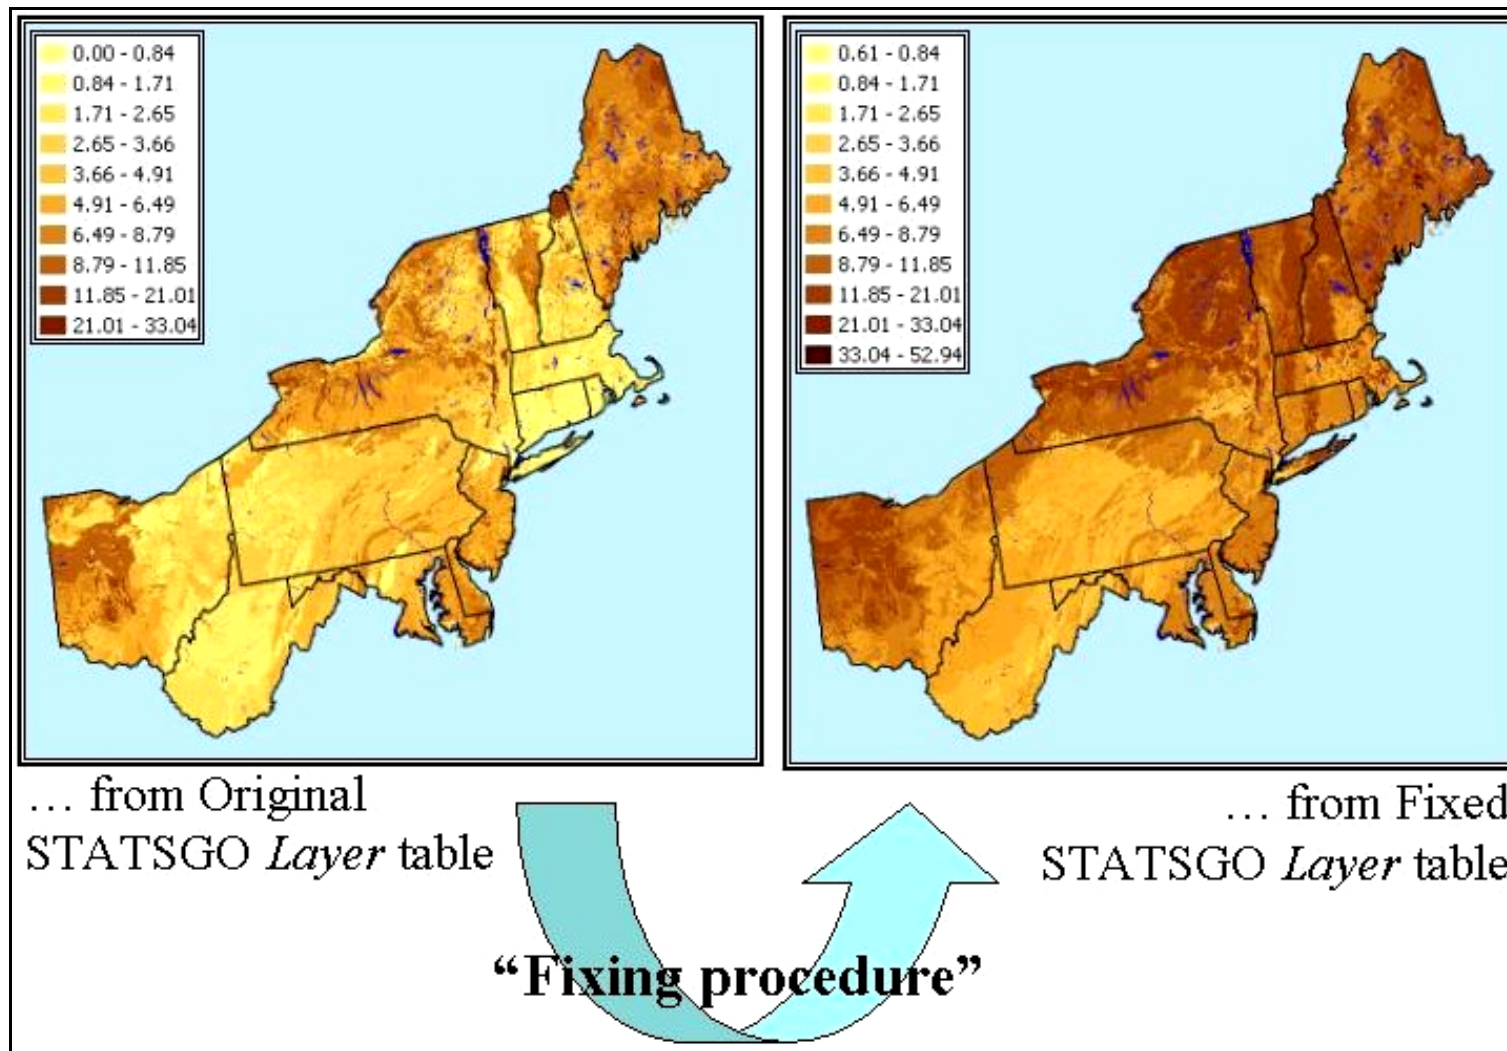 0.00 - 0.84
0.84 - 1.71
1.71 - 2.65
2.65 - 3.66
3.66 - 4.91
4.91 - 6.49
6.49 - 8.79
8.79 - 11.85
11.85 - 21.01
21.01 - 33.04
0.61 - 0.84
0.84 - 1.71
1.71 - 2.65
2.65 - 3.66
3.66 - 4.91
4.91 - 6.49
6.49 - 8.79
8.79 - 11.85
11.85 - 21.01
21.01 - 33.04
33.04 - 52.94
… from Original
STATSGO Layer table
… from Fixed
STATSGO Layer table
“Fixing procedure”